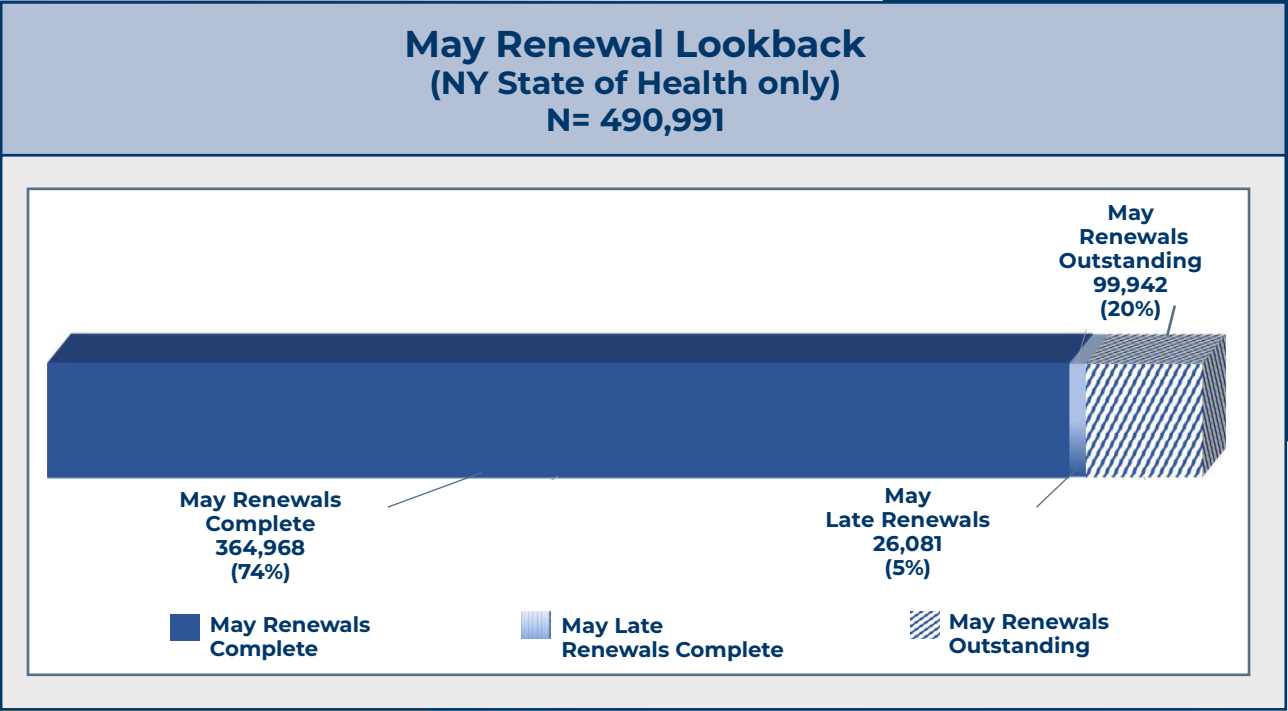 May Renewal Lookback
(NY State of Health only)
N= 490,991
May
Renewals
Outstanding
99,942
(20%)
May Renewals
Complete
364,968
(74%)
May
Late Renewals
26,081
(5%)
May Renewals
Complete
May Late
Renewals Complete
May Renewals
Outstanding